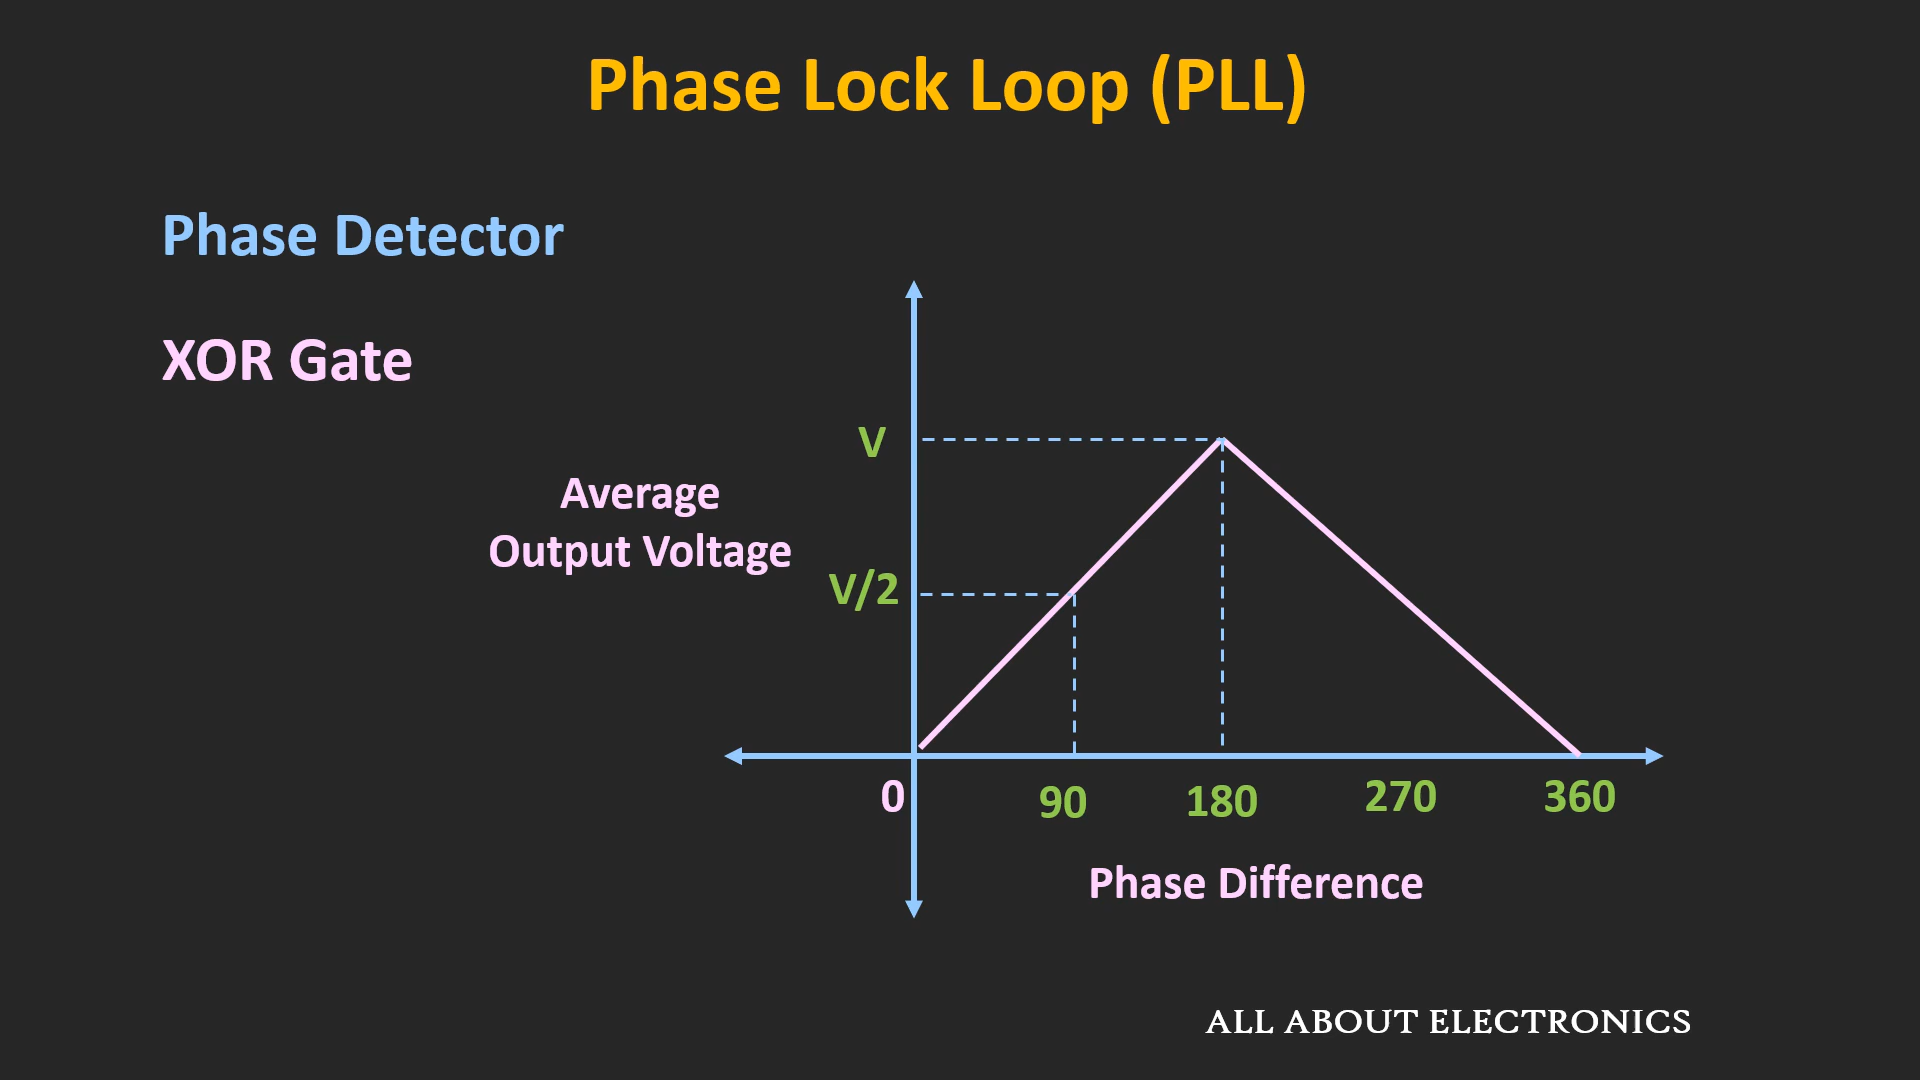 Phase Lock Loop (PLL)
Phase Detector
XOR Gate
V
Average
Output Voltage
V/2
0
90
180
270
360
Phase Difference
ALL ABOUT ELECTRONICS